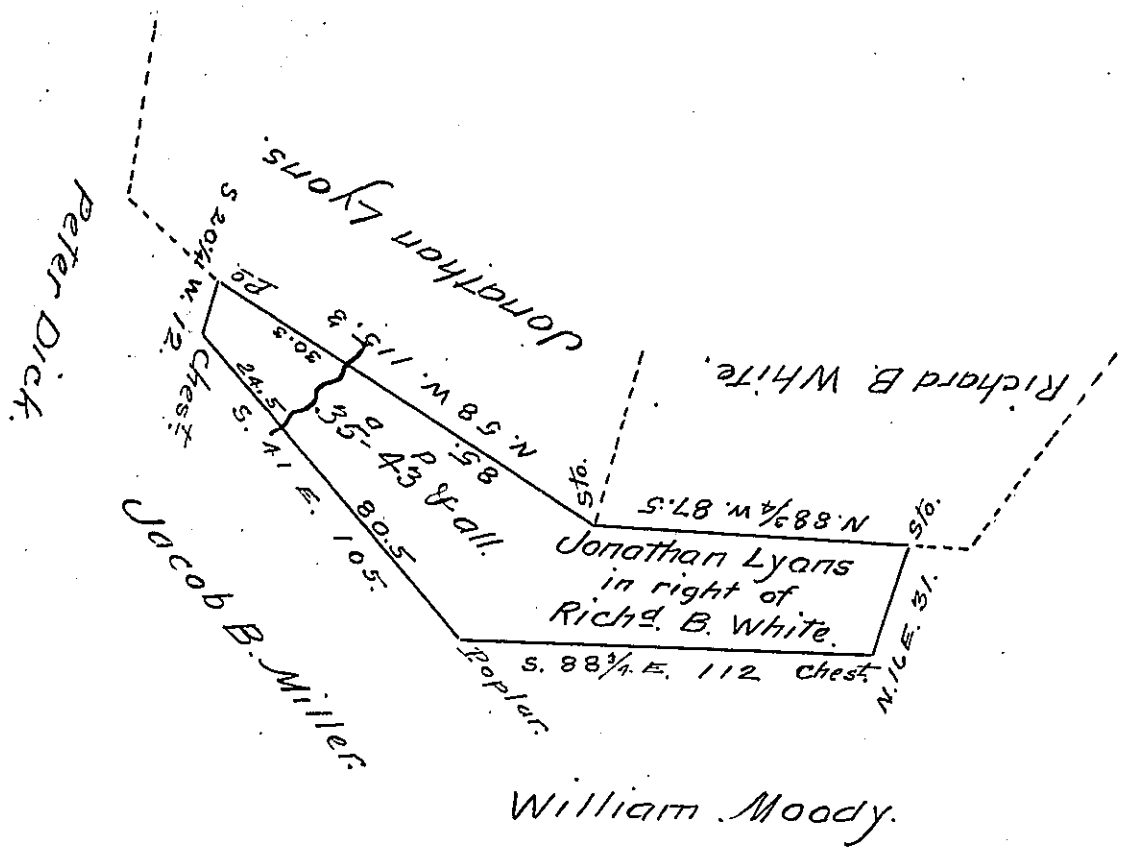 Jonathan Lyons.
Peter Dick.
S 20¼ W. 12.
Po
Chest.
30.3
N. 58 W 115.3
85.
24.5
S. 41 E. 105.
80.5
a p
35-43 & all.
Richard B. White.
Sto.
N. 88¾ W. 87.5
Sto.
Jonathan Lyons
in right of
Richd. B. White.
N. 16 E. 31.
Jacob B. Miller.
Poplar.
S. 88¾ E. 112
Chest.
William Moody.